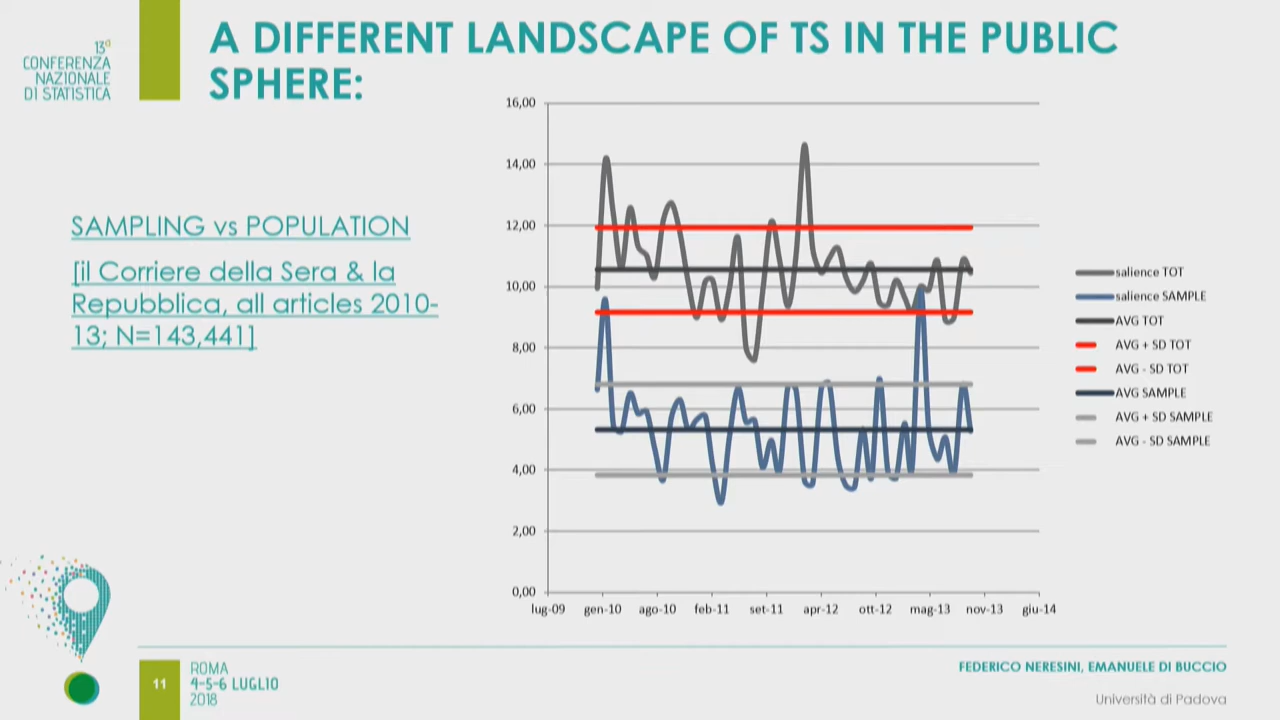 13ª
CONFERENZA
NAZIONALE
DI STATISTICA
A DIFFERENT LANDSCAPE OF TS IN THE PUBLIC
SPHERE:
SAMPLING vs POPULATION
[il Corriere della Sera & la
Repubblica, all articles 2010-
13; N=143,441]
16,00
14,00
12,00
10,00
8,00
6,00
4,00
2,00
0,00
lug-09 gen-10 ago-10 feb-11 set-11 apr-12 ott-12 mag-13 nov-13 giu-14
salience TOT
salience SAMPLE
AVG TOT
AVG + SD TOT
AVG - SD TOT
AVG SAMPLE
AVG + SD SAMPLE
AVG - SD SAMPLE
11
ROMA
4-5-6 LUGLIO
2018
FEDERICO NERESINI, EMANUELE DI BUCCIO
Università di Padova